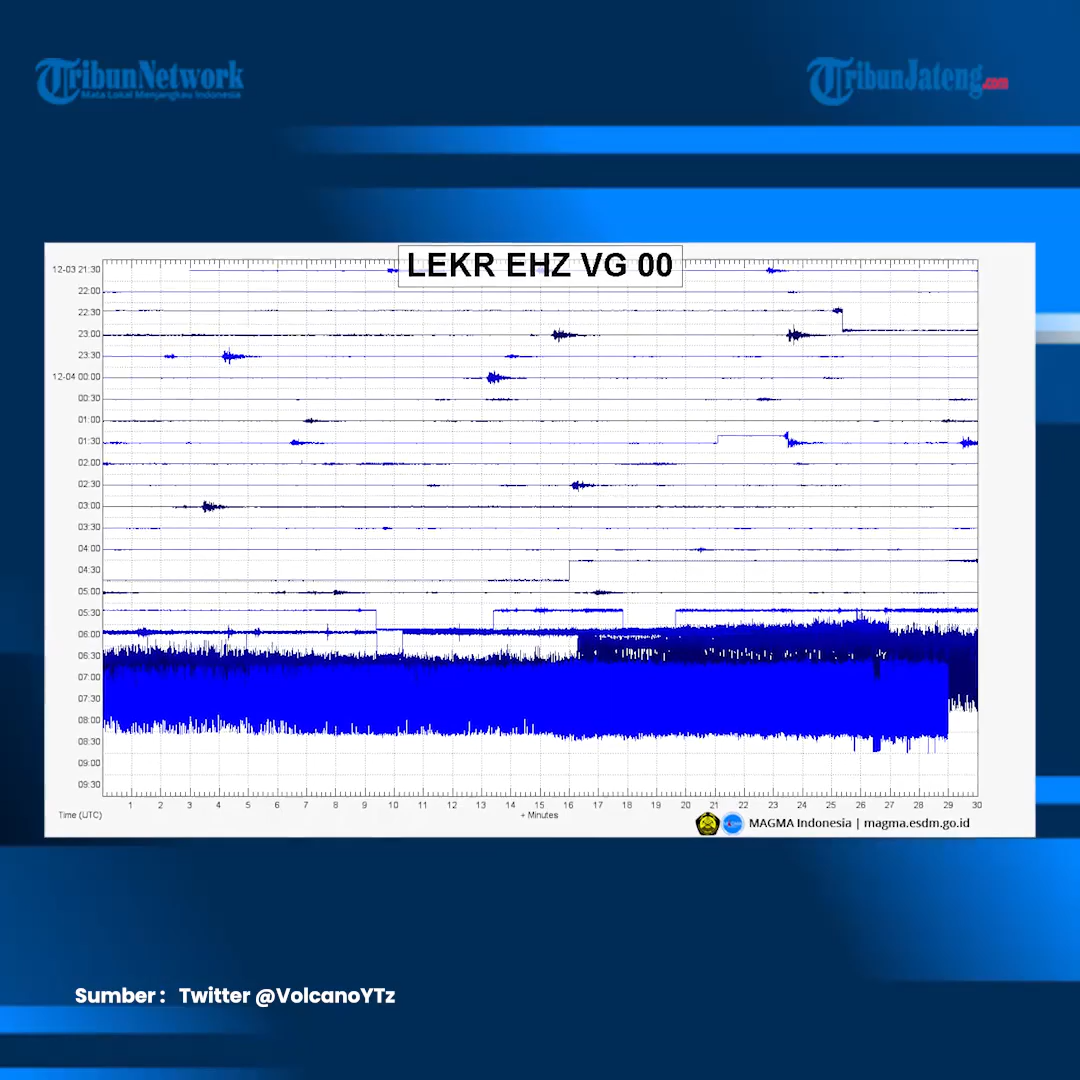 TribunNetwork
Mata Lokal Menjangkau Indonesia
TribunJateng.com
LEKR EHZ VG 00
12-03 21:30
22:00
22:30
23:00
23:30
12-04 00:00
00:30
01:00
01:30
02:00
02:30
03:00
03:30
04:00
04:30
05:00
05:30
06:00
06:30
07:00
07:30
08:00
08:30
09:00
09:30
1 2 3 4 5 6 7 8 9 10 11 12 13 14 15 16 17 18 19 20 21 22 23 24 25 26 27 28 29 30
Time (UTC)
+ Minutes
MAGMA Indonesia | magma.esdm.go.id
Sumber : Twitter @VolcanoYTz